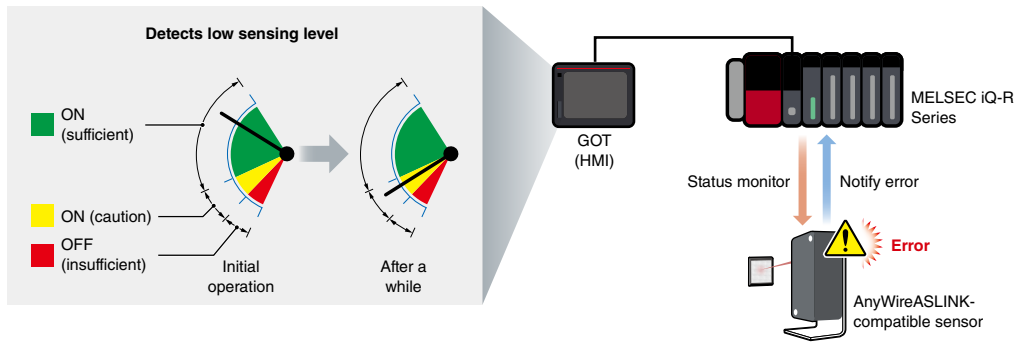 Detects low sensing level
ON
(sufficient)
ON (caution)
OFF
(insufficient)
Initial
operation
After a
while
GOT
(HMI)
MELSEC iQ-R
Series
Status monitor
Notify error
Error
AnyWireASLINK-
compatible sensor